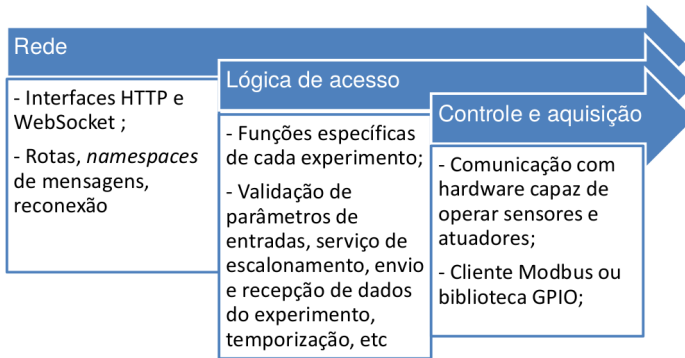 Rede
- Interfaces HTTP e
WebSocket ;
- Rotas, namespaces
de mensagens,
reconexão
Lógica de acesso
- Funções específicas
de cada experimento;
- Validação de
parâmetros de
entradas, serviço de
escalonamento, envio
e recepção de dados
do experimento,
temporização, etc
Controle e aquisição
- Comunicação com
hardware capaz de
operar sensores e
atuadores;
- Cliente Modbus ou
biblioteca GPIO;